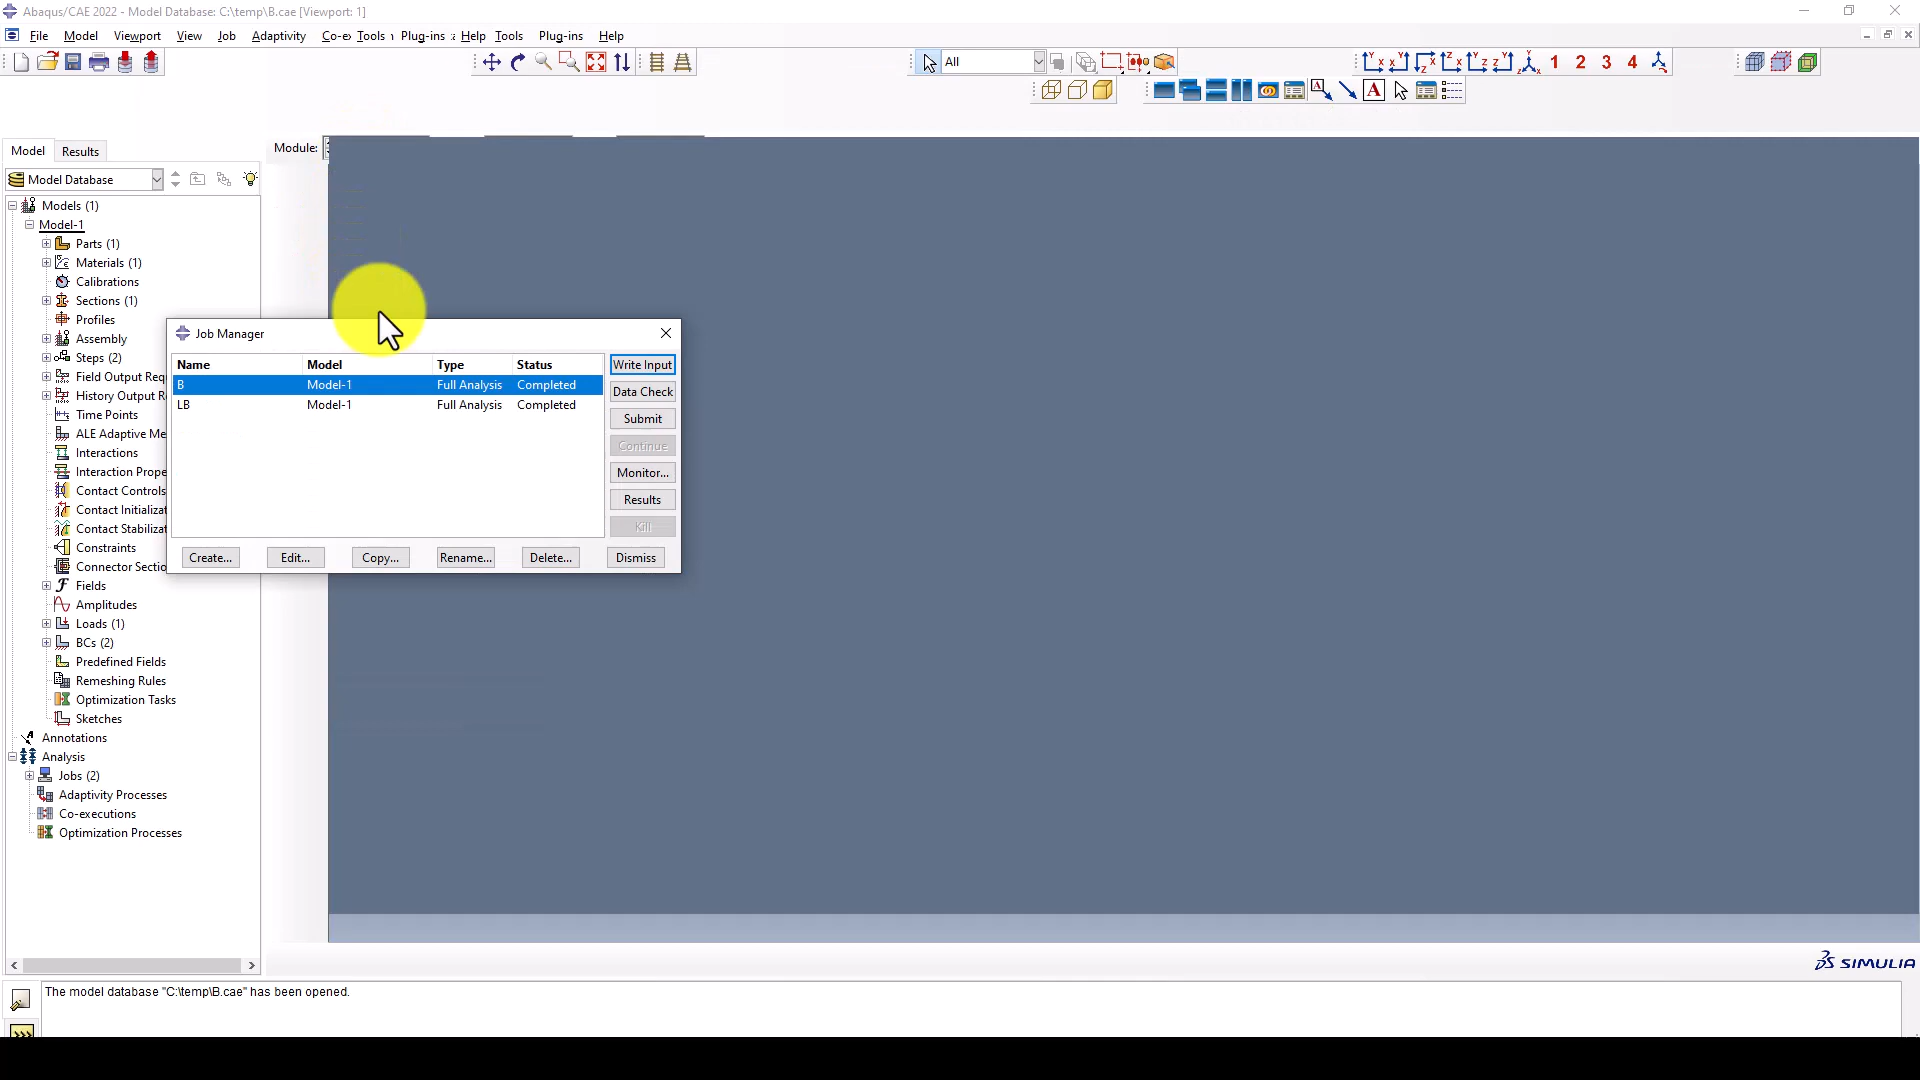 Abaqus/CAE 2022 - Model Database: C:\temp\B.cae [Viewport: 1]
File Model Viewport View Job Adaptivity Co-ex Tools Plug-ins Help Tools Plug-ins Help
All
1 2 3 4
A
Model Results
Module:
Model Database
Models (1)
Model-1
Parts (1)
Materials (1)
Calibrations
Sections (1)
Profiles
Assembly
Steps (2)
Field Output Req
History Output R
Time Points
ALE Adaptive Me
Interactions
Interaction Prope
Contact Controls
Contact Initializat
Contact Stabilizat
Constraints
Connector Sectio
Fields
Amplitudes
Loads (1)
BCs (2)
Predefined Fields
Remeshing Rules
Optimization Tasks
Sketches
Annotations
Analysis
Jobs (2)
Adaptivity Processes
Co-executions
Optimization Processes
Job Manager
Name Model Type Status
B Model-1 Full Analysis Completed
LB Model-1 Full Analysis Completed
Write Input
Data Check
Submit
Continue
Monitor...
Results
Kill
Create... Edit... Copy... Rename... Delete... Dismiss
SIMULIA
The model database "C:\temp\B.cae" has been opened.
>>>